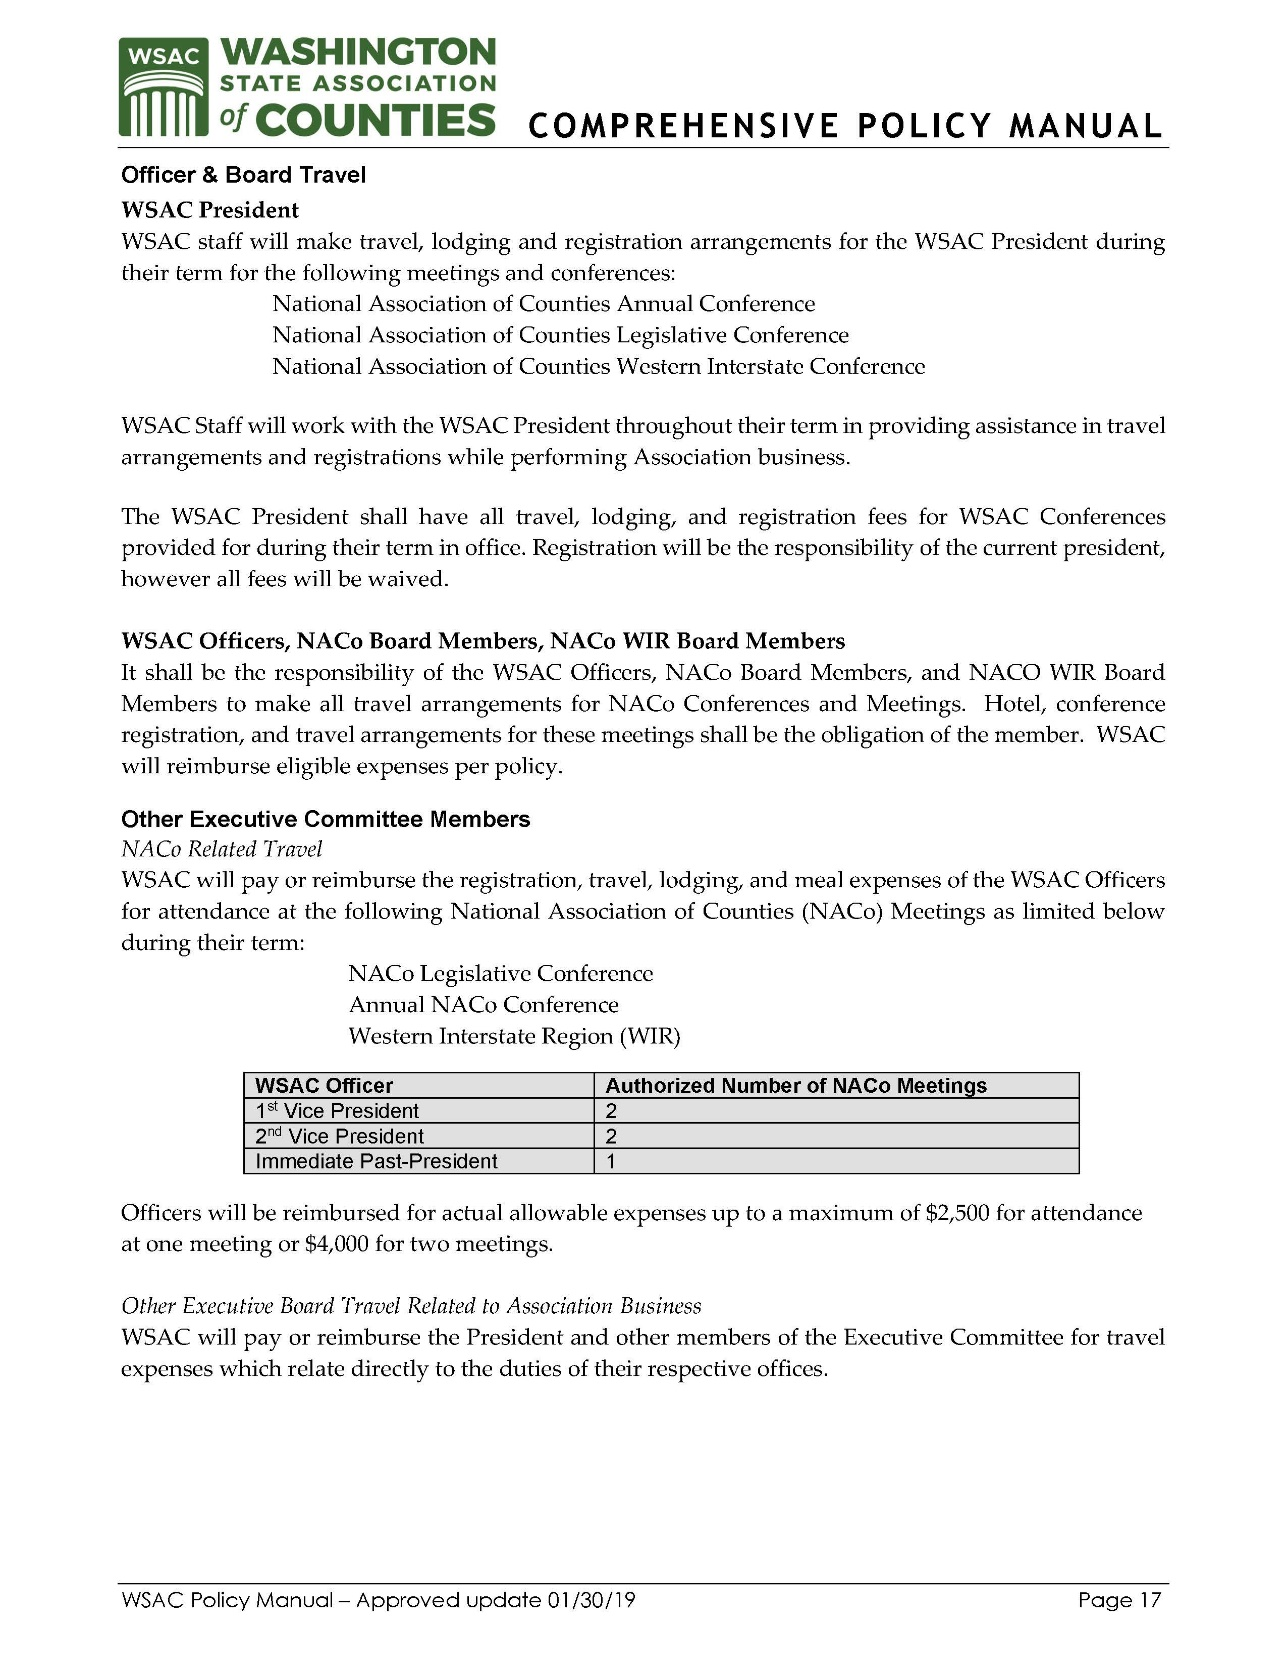 WSAC WASHINGTON
STATE ASSOCIATION
of COUNTIES
COMPREHENSIVE POLICY MANUAL
Officer & Board Travel
WSAC President
WSAC staff will make travel, lodging and registration arrangements for the WSAC President during
their term for the following meetings and conferences:
National Association of Counties Annual Conference
National Association of Counties Legislative Conference
National Association of Counties Western Interstate Conference
WSAC Staff will work with the WSAC President throughout their term in providing assistance in travel
arrangements and registrations while performing Association business.
The WSAC President shall have all travel, lodging, and registration fees for WSAC Conferences
provided for during their term in office. Registration will be the responsibility of the current president,
however all fees will be waived.
WSAC Officers, NACo Board Members, NACo WIR Board Members
It shall be the responsibility of the WSAC Officers, NACo Board Members, and NACO WIR Board
Members to make all travel arrangements for NACo Conferences and Meetings. Hotel, conference
registration, and travel arrangements for these meetings shall be the obligation of the member. WSAC
will reimburse eligible expenses per policy.
Other Executive Committee Members
NACo Related Travel
WSAC will pay or reimburse the registration, travel, lodging, and meal expenses of the WSAC Officers
for attendance at the following National Association of Counties (NACo) Meetings as limited below
during their term:
NACo Legislative Conference
Annual NACo Conference
Western Interstate Region (WIR)
WSAC Officer Authorized Number of NACo Meetings
1st Vice President 2
2nd Vice President 2
Immediate Past-President 1
Officers will be reimbursed for actual allowable expenses up to a maximum of $2,500 for attendance
at one meeting or $4,000 for two meetings.
Other Executive Board Travel Related to Association Business
WSAC will pay or reimburse the President and other members of the Executive Committee for travel
expenses which relate directly to the duties of their respective offices.
WSAC Policy Manual – Approved update 01/30/19 Page 17